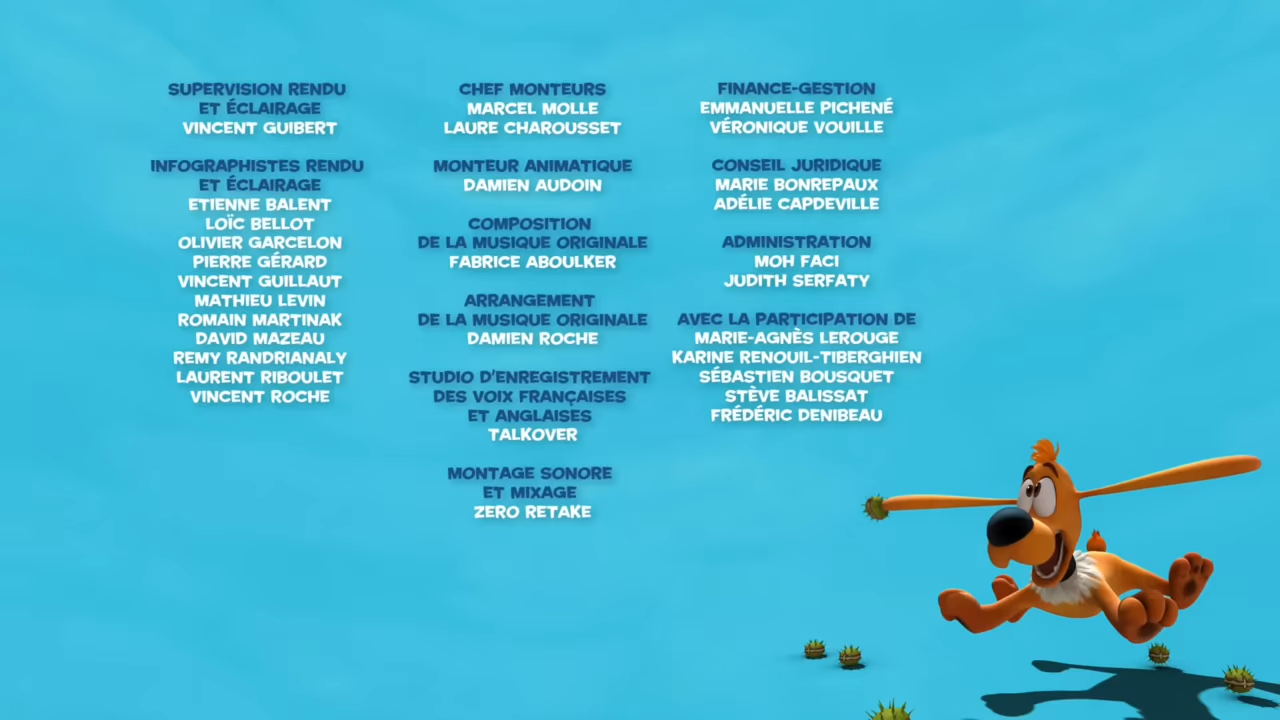 SUPERVISION RENDU
ET ÉCLAIRAGE
VINCENT GUIBERT
INFOGRAPHISTES RENDU
ET ÉCLAIRAGE
ETIENNE BALENT
LOÏC BELLOT
OLIVIER GARCELON
PIERRE GÉRARD
VINCENT GUILLAUT
MATHIEU LEVIN
ROMAIN MARTINAK
DAVID MAZEAU
REMY RANDRIANALY
LAURENT RIBOULET
VINCENT ROCHE
CHEF MONTEURS
MARCEL MOLLE
LAURE CHAROUSSET
MONTEUR ANIMATIQUE
DAMIEN AUDOIN
COMPOSITION
DE LA MUSIQUE ORIGINALE
FABRICE ABOULKER
ARRANGEMENT
DE LA MUSIQUE ORIGINALE
DAMIEN ROCHE
STUDIO D'ENREGISTREMENT
DES VOIX FRANÇAISES
ET ANGLAISES
TALKOVER
MONTAGE SONORE
ET MIXAGE
ZERO RETAKE
FINANCE-GESTION
EMMANUELLE PICHENÉ
VÉRONIQUE VOUILLE
CONSEIL JURIDIQUE
MARIE BONREPAUX
ADÉLIE CAPDEVILLE
ADMINISTRATION
MOH FACI
JUDITH SERFATY
AVEC LA PARTICIPATION DE
MARIE-AGNÈS LEROUGE
KARINE RENOUIL-TIBERGHIEN
SÉBASTIEN BOUSQUET
STÈVE BALISSAT
FRÉDÉRIC DENIBEAU